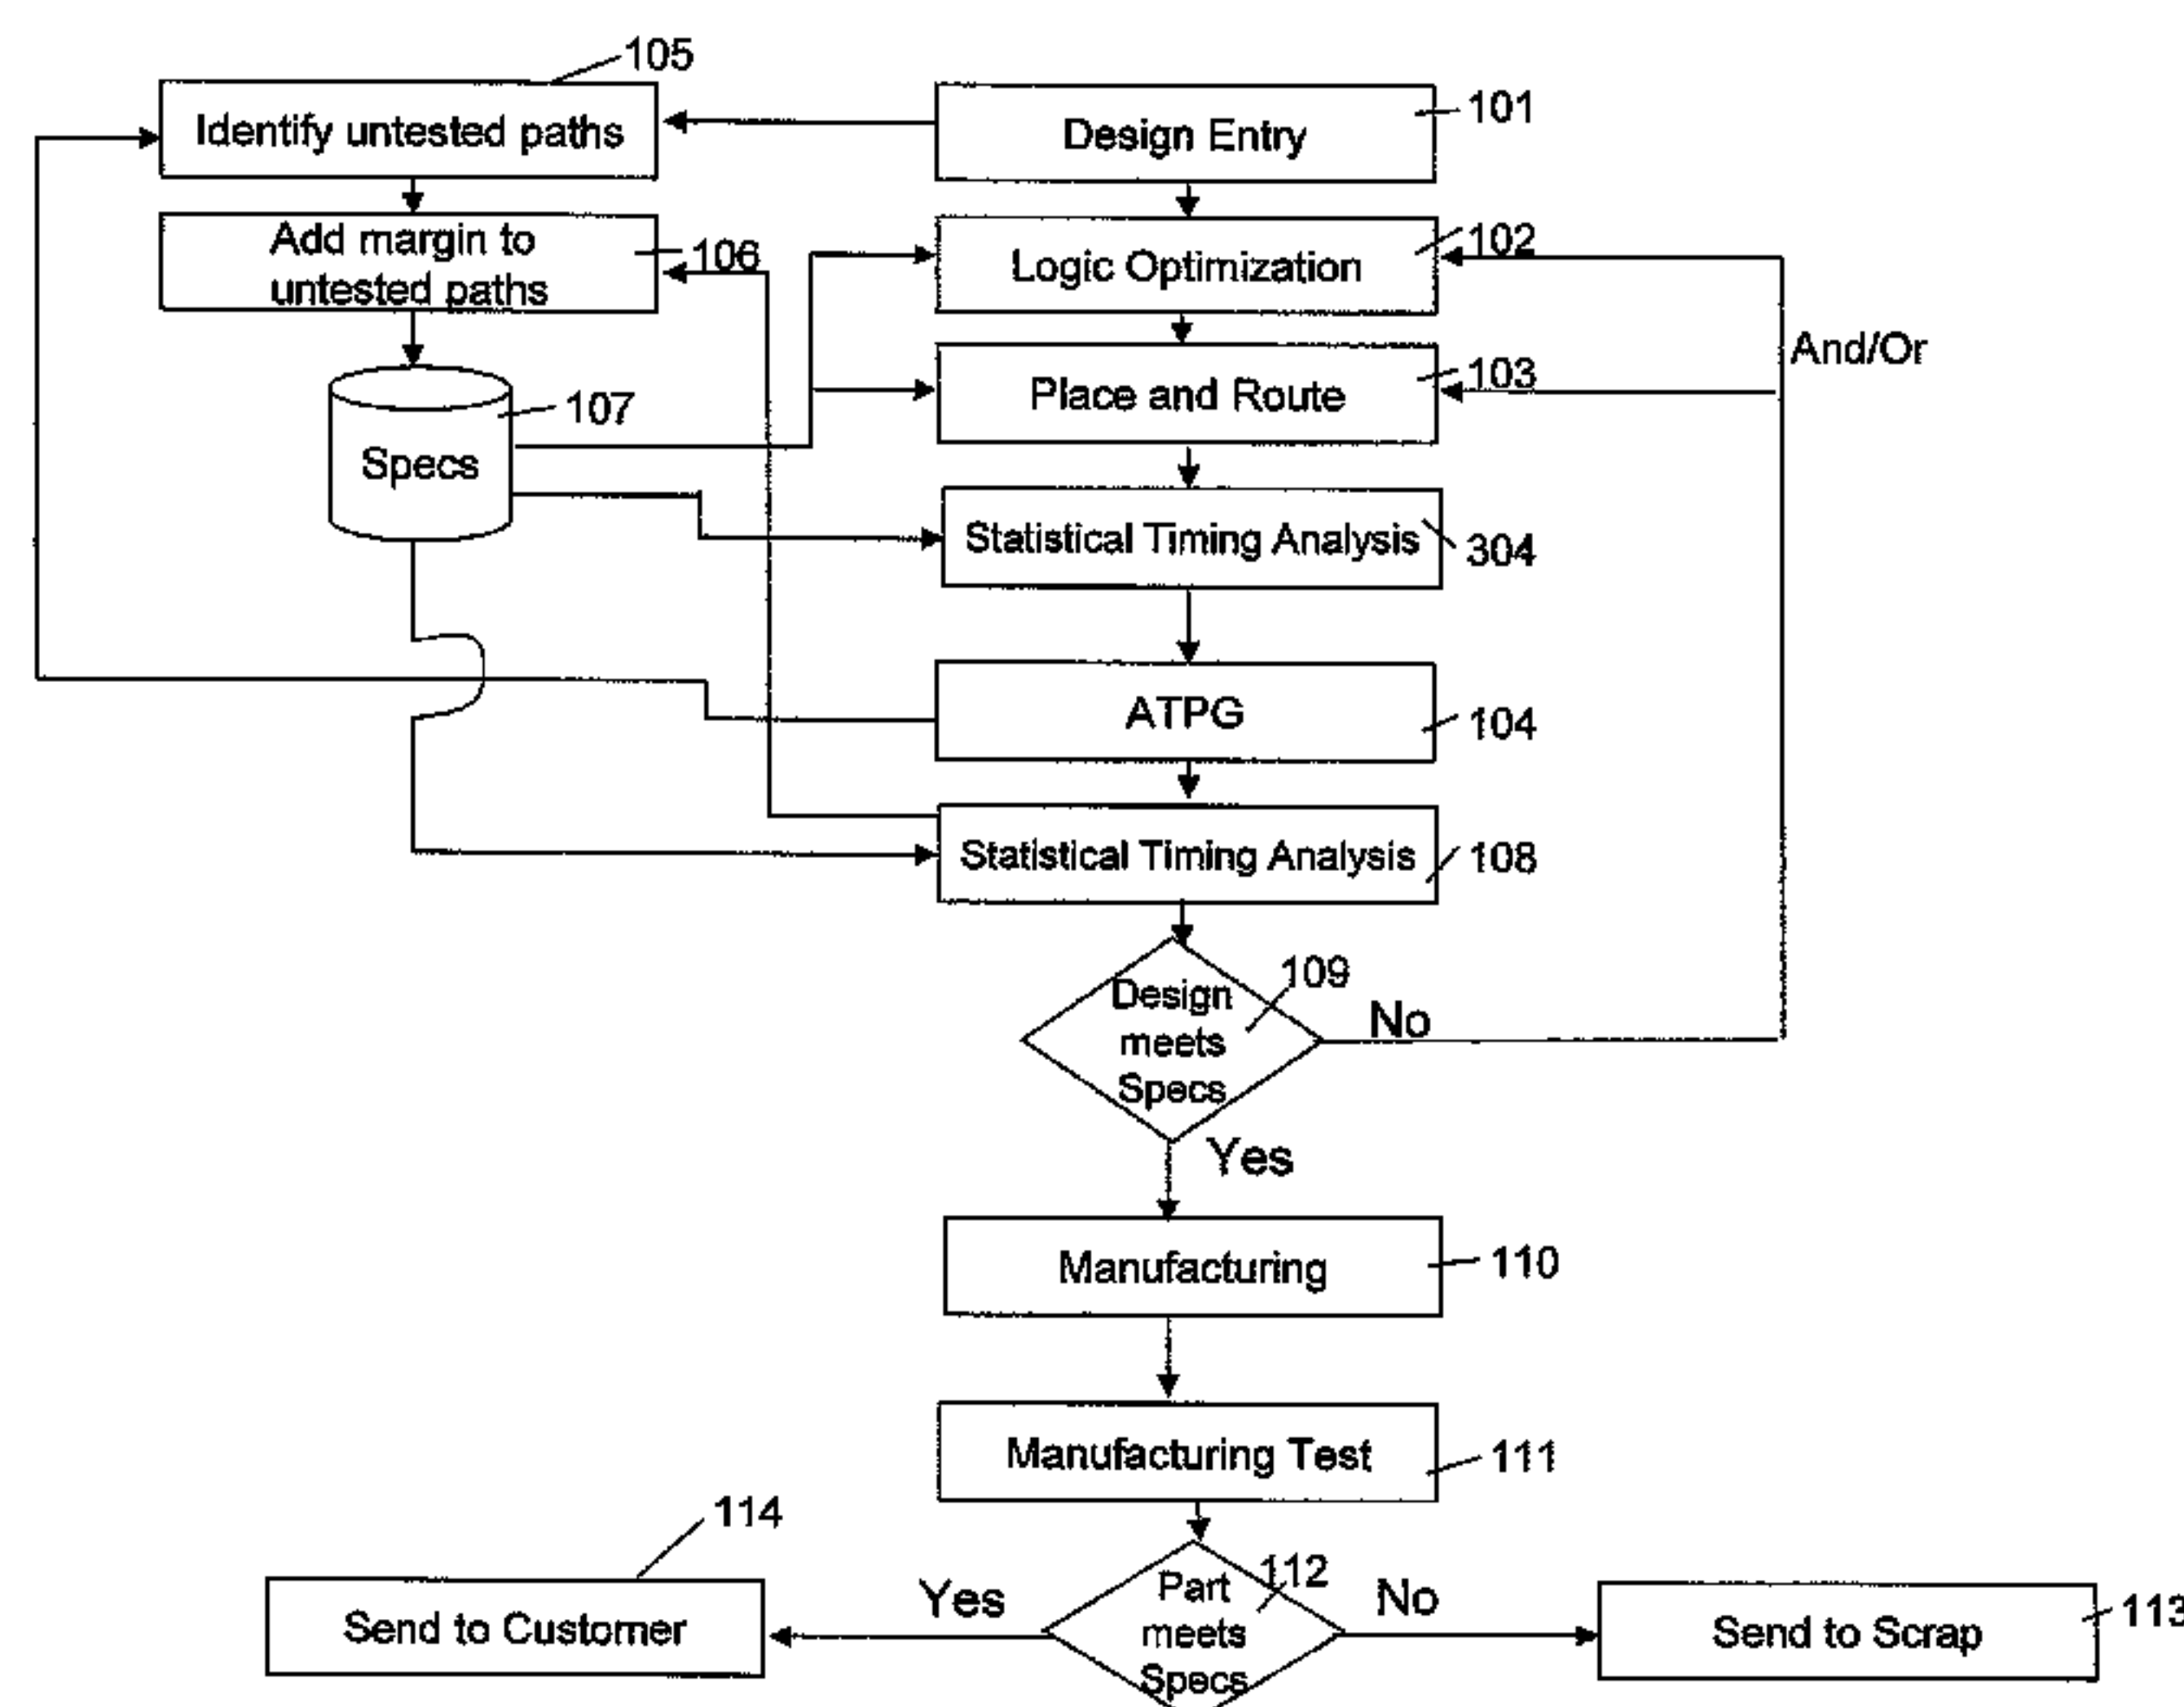 105
Identify untested paths
Design Entry
101
Add margin to
untested paths
106
Logic Optimization
102
And/Or
Place and Route
103
107
Specs
Statistical Timing Analysis
304
ATPG
104
Statistical Timing Analysis
108
109
Design
meets
Specs
No
Yes
Manufacturing
110
Manufacturing Test
111
114
Send to Customer
Yes
112
Part
meets
Specs
No
Send to Scrap
113